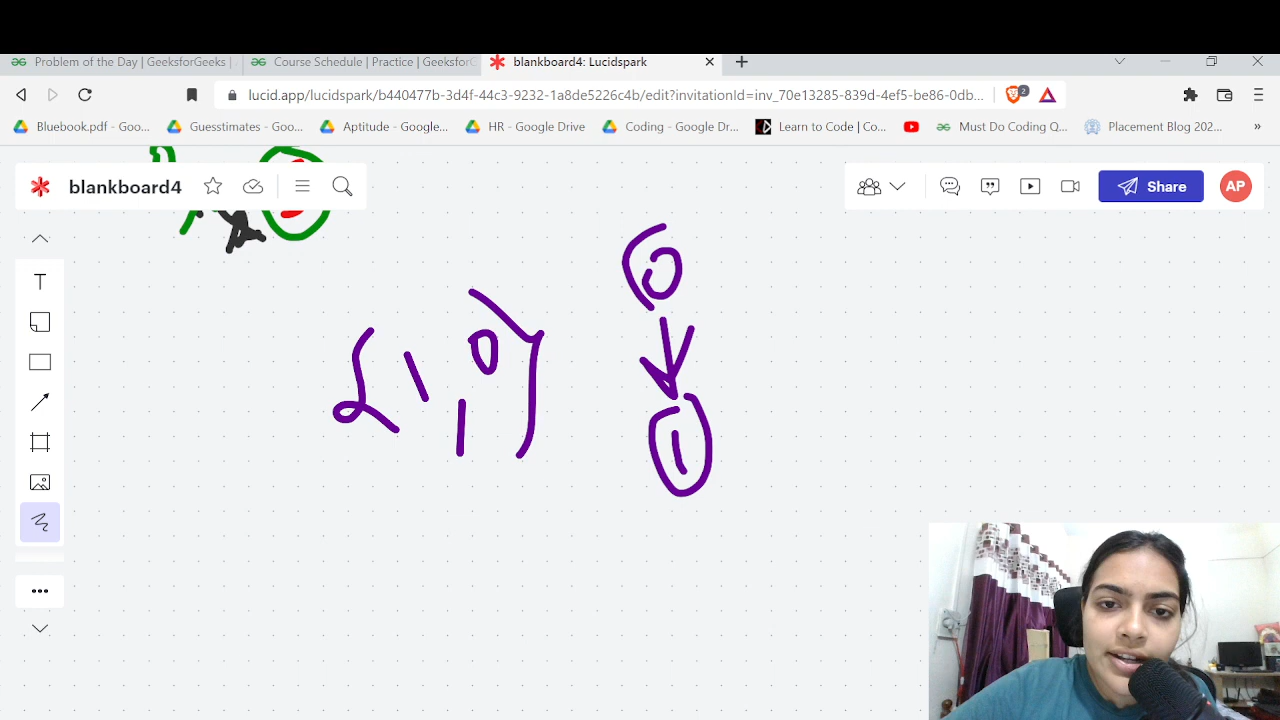 Problem of the Day | GeeksforGeeks |
Course Schedule | Practice | GeeksforG
blankboard4: Lucidspark
lucid.app/lucidspark/b440477b-3d4f-44c3-9232-1a8de5226c4b/edit?invitationId=inv_70e13285-839d-4ef5-be86-0db...
2
Bluebook.pdf - Goo...
Guesstimates - Goo...
Aptitude - Google...
HR - Google Drive
Coding - Google Dr...
Learn to Code | Co...
Must Do Coding Q...
Placement Blog 202...
»
blankboard4
Share
AP
T
0
{1, 0}
1